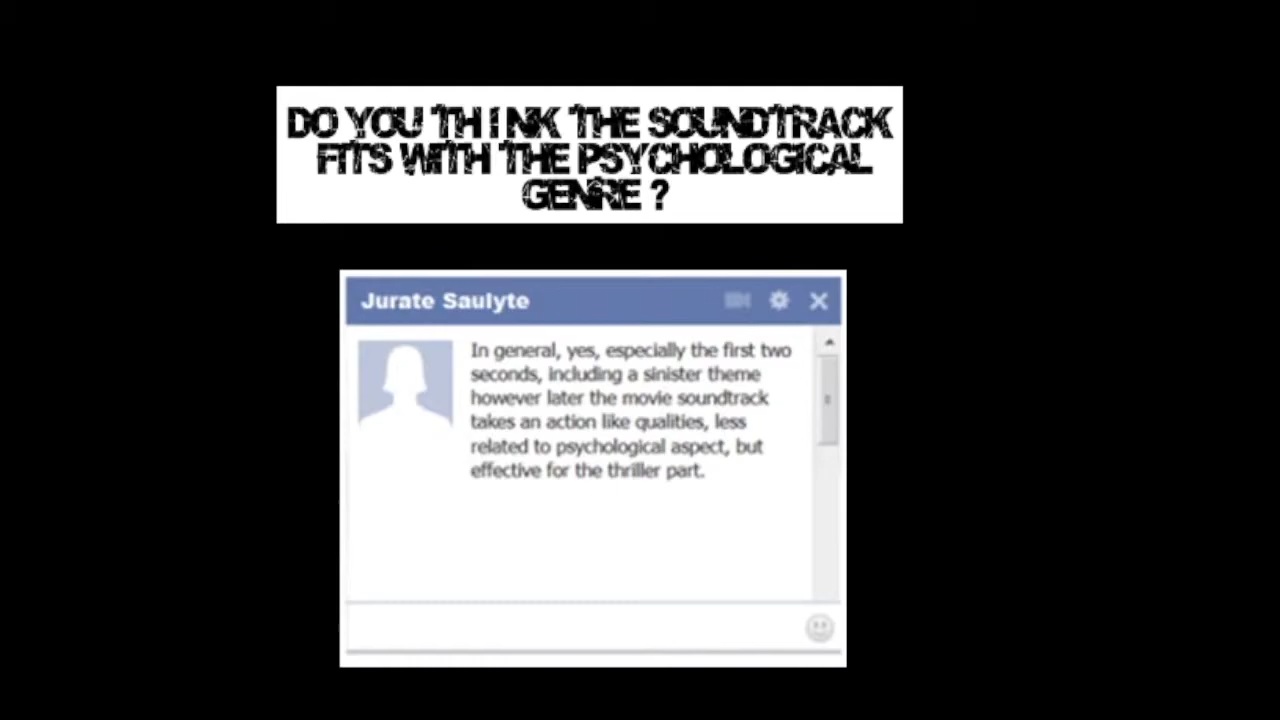 DO YOU THINK THE SOUNDTRACK
FITS WITH THE PSYCHOLOGICAL
GENRE ?
Jurate Saulyte
In general, yes, especially the first two
seconds, including a sinister theme
however later the movie soundtrack
takes an action like qualities, less
related to psychological aspect, but
effective for the thriller part.